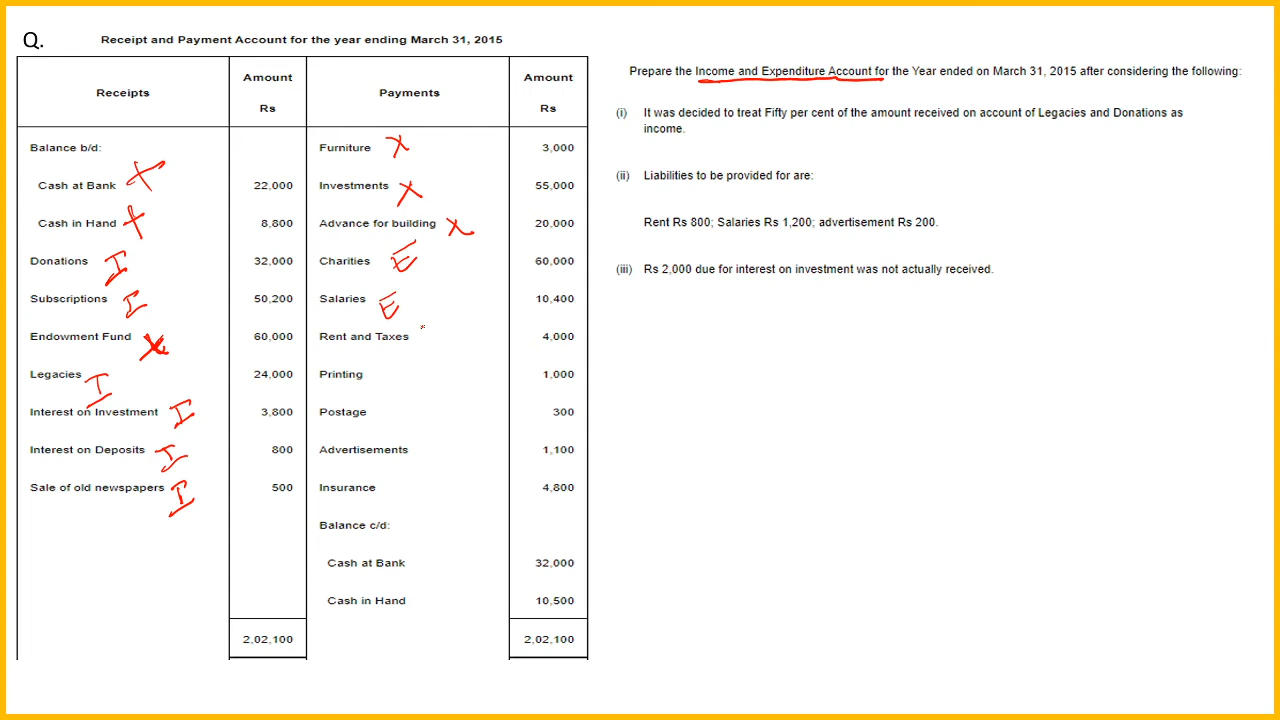 Q.
Receipt and Payment Account for the year ending March 31, 2015
Receipts Amount Rs Payments Amount Rs
Balance b/d: Furniture X 3,000
Cash at Bank X 22,000 Investments X 55,000
Cash in Hand X 8,800 Advance for building X 20,000
Donations I 32,000 Charities E 60,000
Subscriptions I 50,200 Salaries E 10,400
Endowment Fund X 60,000 Rent and Taxes 4,000
Legacies I 24,000 Printing 1,000
Interest on Investment I 3,800 Postage 300
Interest on Deposits I 800 Advertisements 1,100
Sale of old newspapers I 500 Insurance 4,800
Balance c/d:
Cash at Bank 32,000
Cash in Hand 10,500
2,02,100 2,02,100
Prepare the Income and Expenditure Account for the Year ended on March 31, 2015 after considering the following:
(i) It was decided to treat Fifty per cent of the amount received on account of Legacies and Donations as
income.
(ii) Liabilities to be provided for are:
Rent Rs 800; Salaries Rs 1,200; advertisement Rs 200.
(iii) Rs 2,000 due for interest on investment was not actually received.